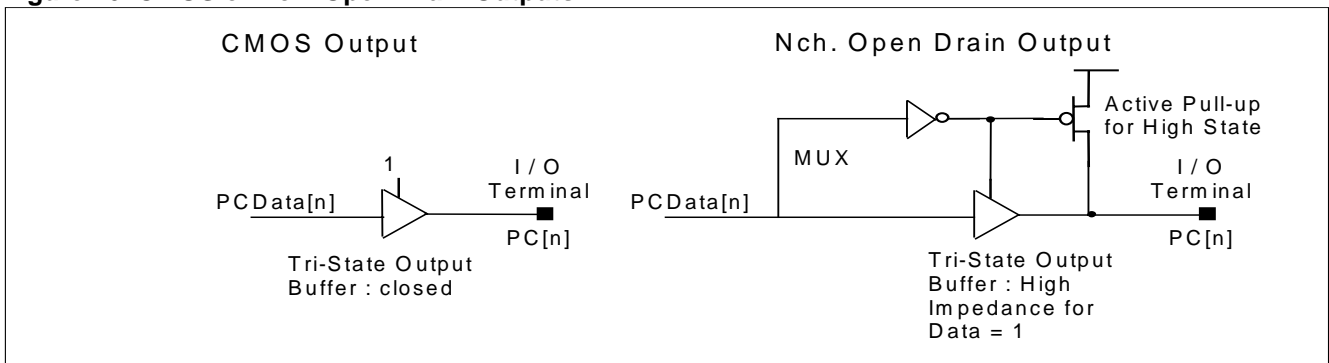 CMOS Output
1
PCData[n]
I / O
Terminal
PC[n]
Tri-State Output
Buffer : closed
Nch. Open Drain Output
Active Pull-up
for High State
MUX
PCData[n]
I / O
Terminal
PC[n]
Tri-State Output
Buffer : High
Impedance for
Data = 1